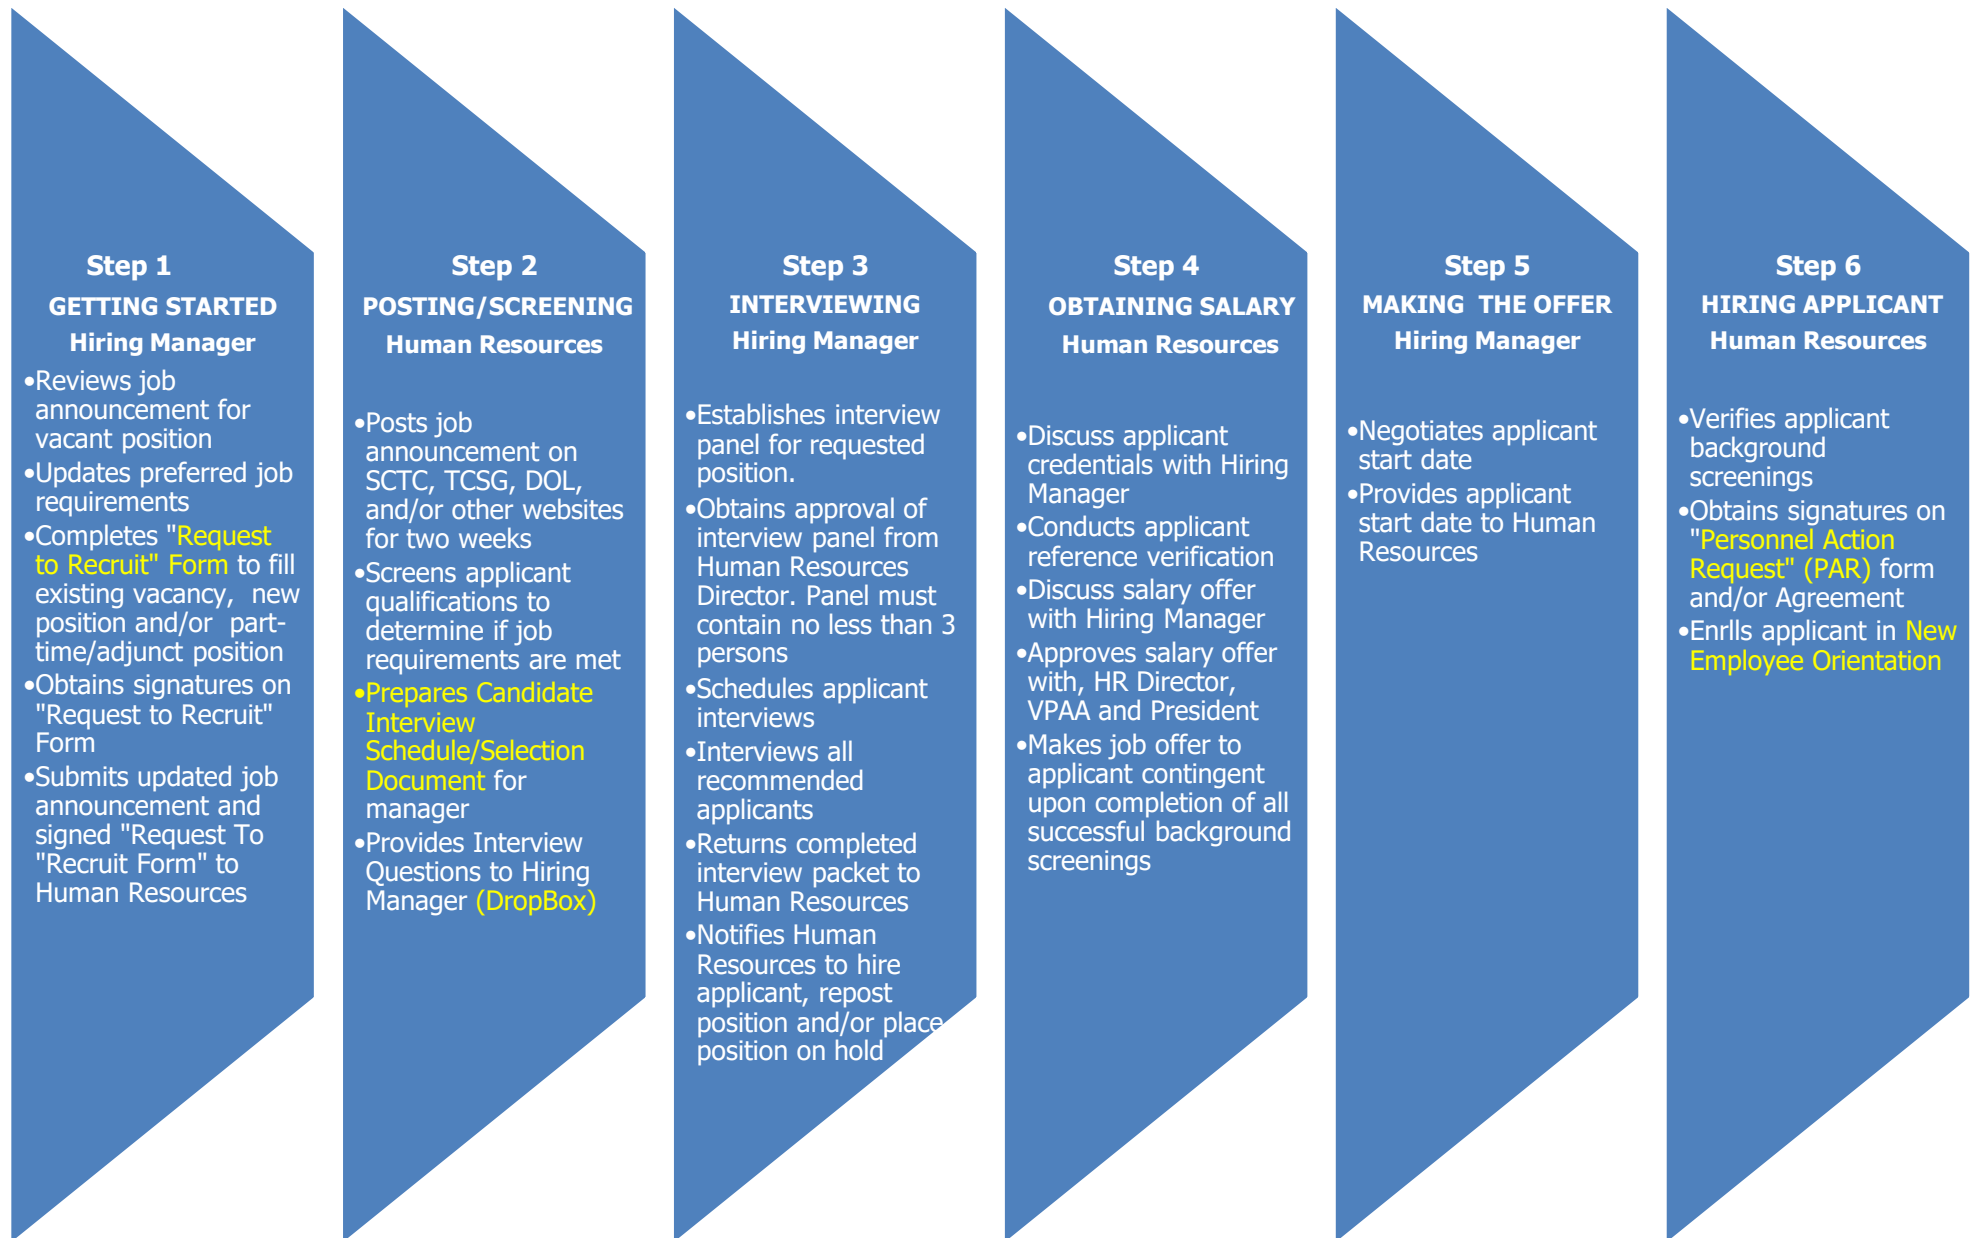 Step 1
GETTING STARTED
Hiring Manager
•Reviews job
announcement for
vacant position
•Updates preferred job
requirements
•Completes "Request
to Recruit" Form to fill
existing vacancy, new
position and/or part-
time/adjunct position
•Obtains signatures on
"Request to Recruit"
Form
•Submits updated job
announcement and
signed "Request To
"Recruit Form" to
Human Resources
Step 2
POSTING/SCREENING
Human Resources
•Posts job
announcement on
SCTC, TCSG, DOL,
and/or other websites
for two weeks
•Screens applicant
qualifications to
determine if job
requirements are met
•Prepares Candidate
Interview
Schedule/Selection
Document for
manager
•Provides Interview
Questions to Hiring
Manager (DropBox)
Step 3
INTERVIEWING
Hiring Manager
•Establishes interview
panel for requested
position.
•Obtains approval of
interview panel from
Human Resources
Director. Panel must
contain no less than 3
persons
•Schedules applicant
interviews
•Interviews all
recommended
applicants
•Returns completed
interview packet to
Human Resources
•Notifies Human
Resources to hire
applicant, repost
position and/or place
position on hold
Step 4
OBTAINING SALARY
Human Resources
•Discuss applicant
credentials with Hiring
Manager
•Conducts applicant
reference verification
•Discuss salary offer
with Hiring Manager
•Approves salary offer
with, HR Director,
VPAA and President
•Makes job offer to
applicant contingent
upon completion of all
successful background
screenings
Step 5
MAKING THE OFFER
Hiring Manager
•Negotiates applicant
start date
•Provides applicant
start date to Human
Resources
Step 6
HIRING APPLICANT
Human Resources
•Verifies applicant
background
screenings
•Obtains signatures on
"Personnel Action
Request" (PAR) form
and/or Agreement
•Enrlls applicant in New
Employee Orientation